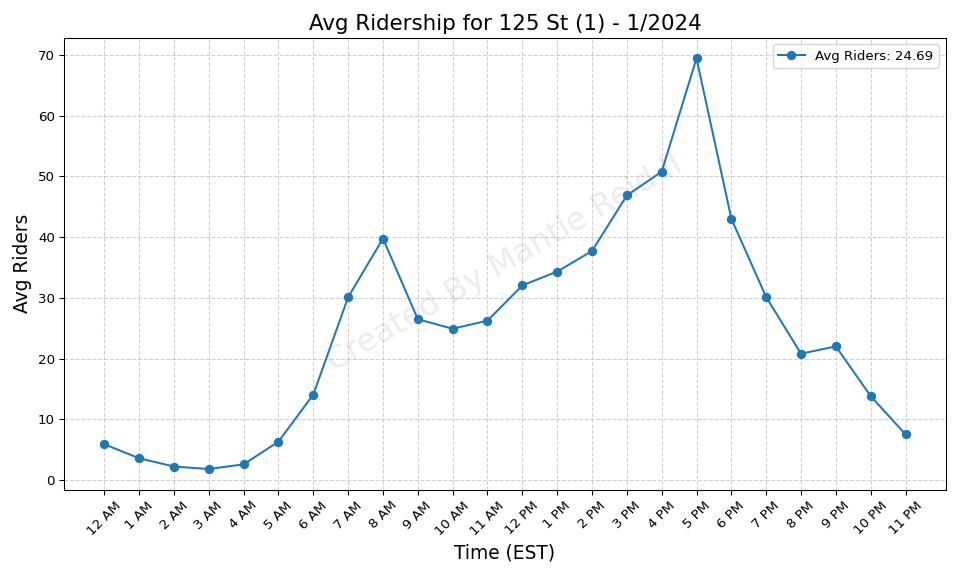 Avg Ridership for 125 St (1) - 1/2024
Avg Riders: 24.69
70
60
50
40
30
20
10
0
Avg Riders
Created By Mantie Reid II
12 AM
1 AM
2 AM
3 AM
4 AM
5 AM
6 AM
7 AM
8 AM
9 AM
10 AM
11 AM
12 PM
1 PM
2 PM
3 PM
4 PM
5 PM
6 PM
7 PM
8 PM
9 PM
10 PM
11 PM
Time (EST)